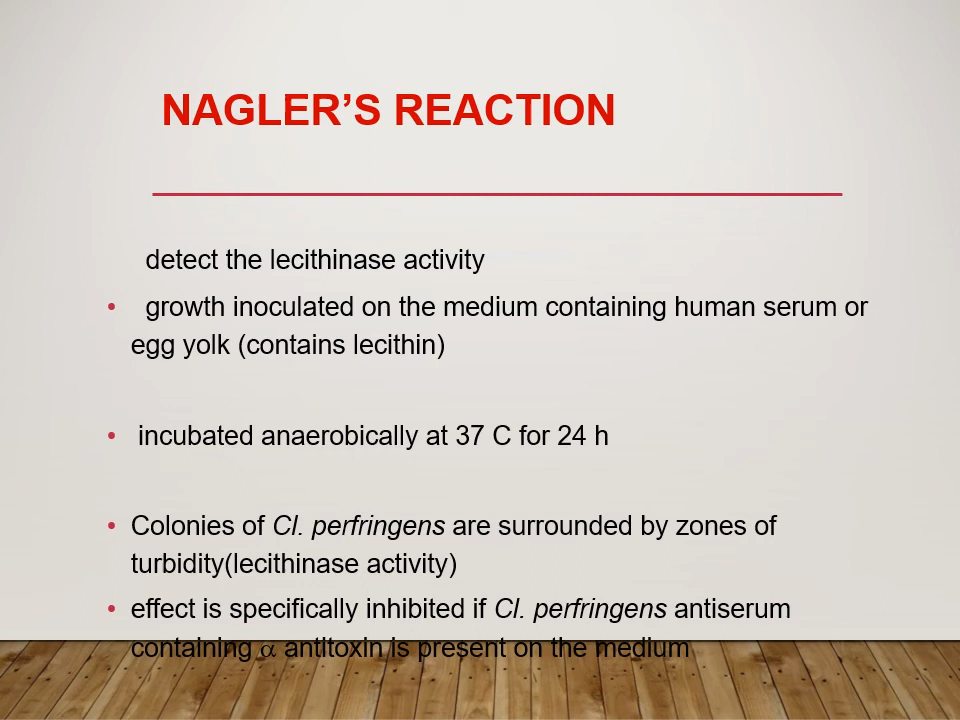 NAGLER’S REACTION
detect the lecithinase activity
• growth inoculated on the medium containing human serum or
egg yolk (contains lecithin)
• incubated anaerobically at 37 C for 24 h
• Colonies of Cl. perfringens are surrounded by zones of
turbidity(lecithinase activity)
• effect is specifically inhibited if Cl. perfringens antiserum
containing α antitoxin is present on the medium